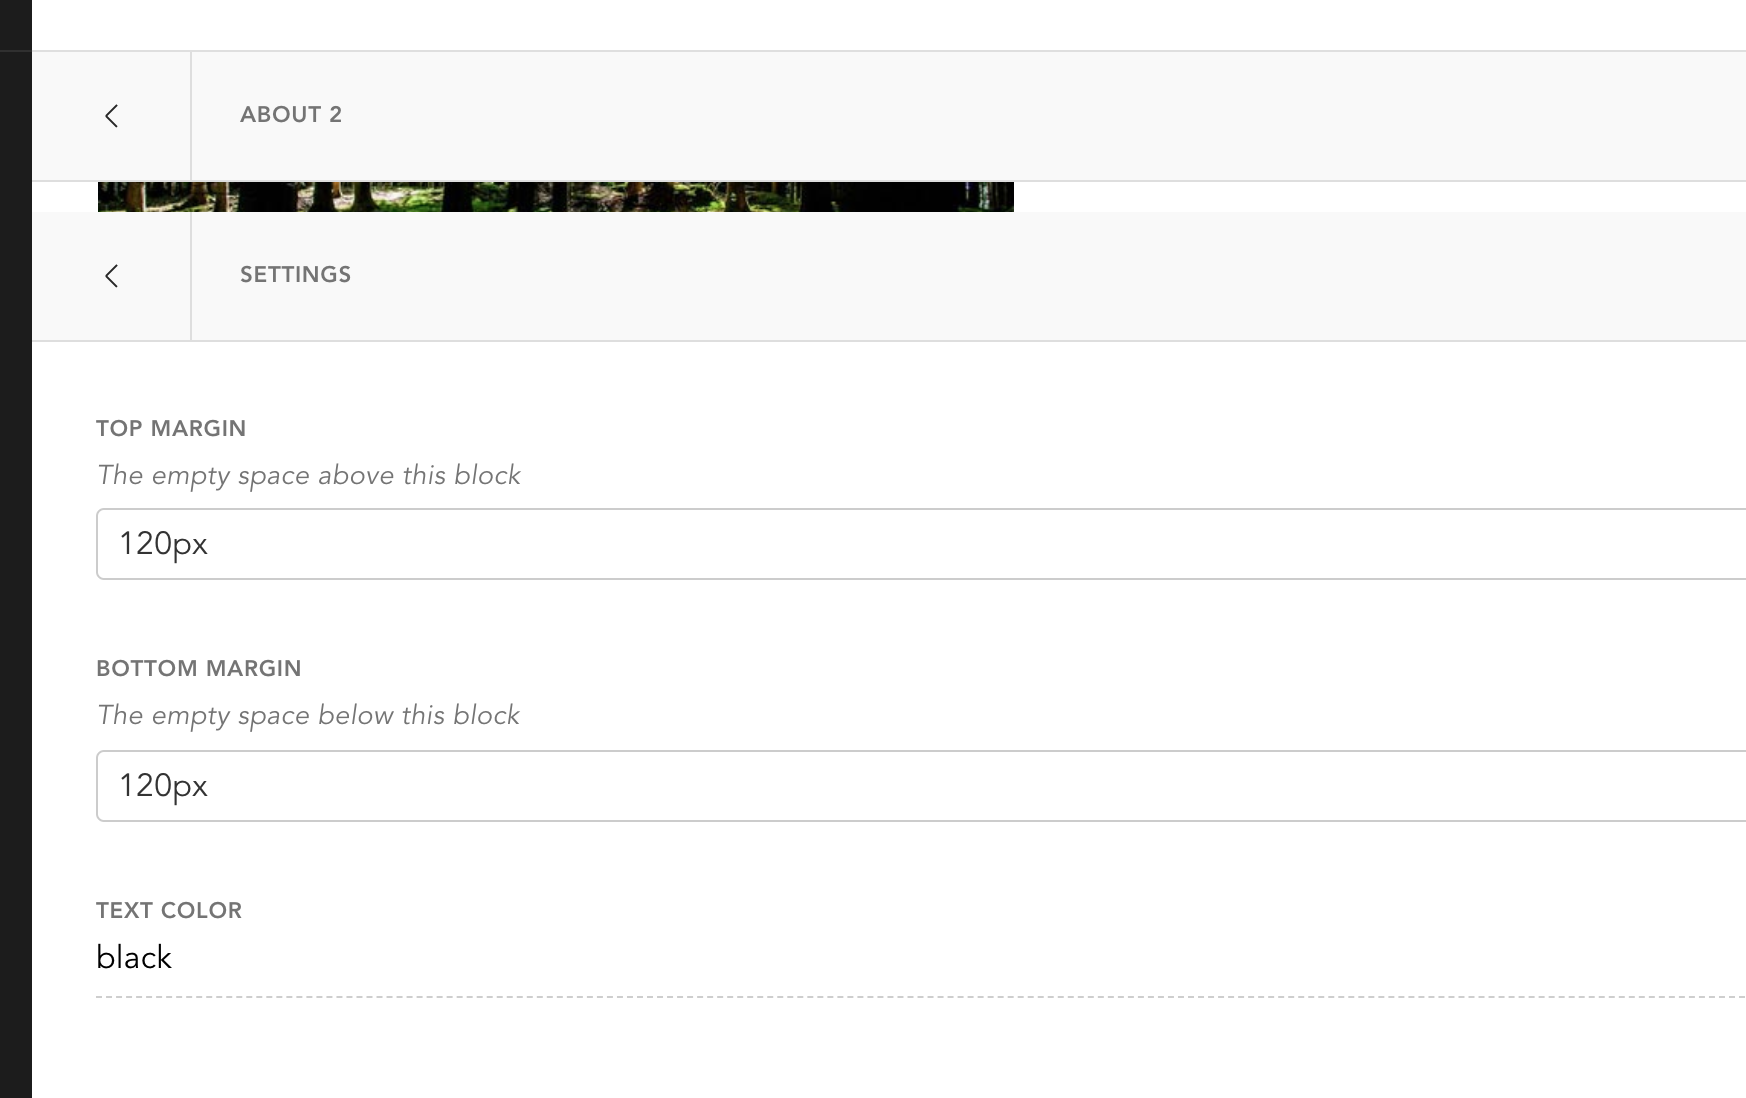 ABOUT 2
SETTINGS
TOP MARGIN
The empty space above this block
120px
BOTTOM MARGIN
The empty space below this block
120px
TEXT COLOR
black